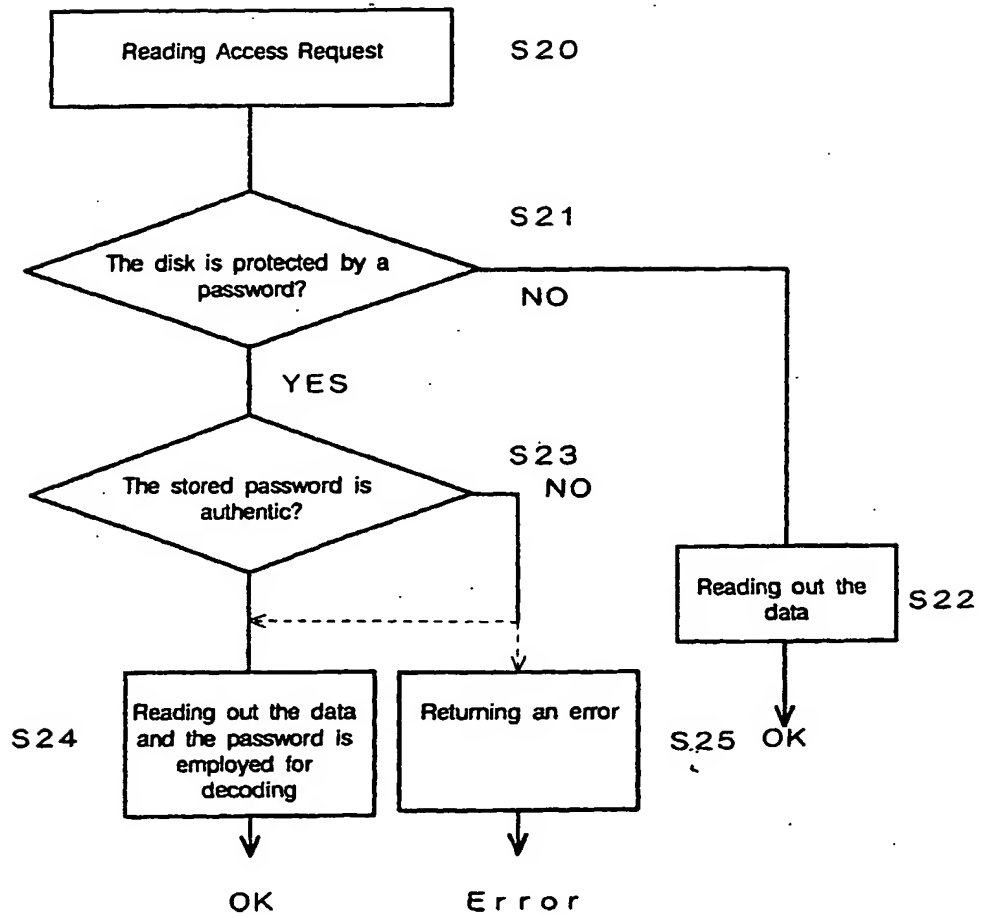 Reading Access Request
S20
S21
The disk is protected by a
password?
NO
YES
S23
The stored password is
authentic?
NO
Reading out the
data
S22
S24
Reading out the data
and the password is
employed for
decoding
Returning an error
S25
OK
OK
Error